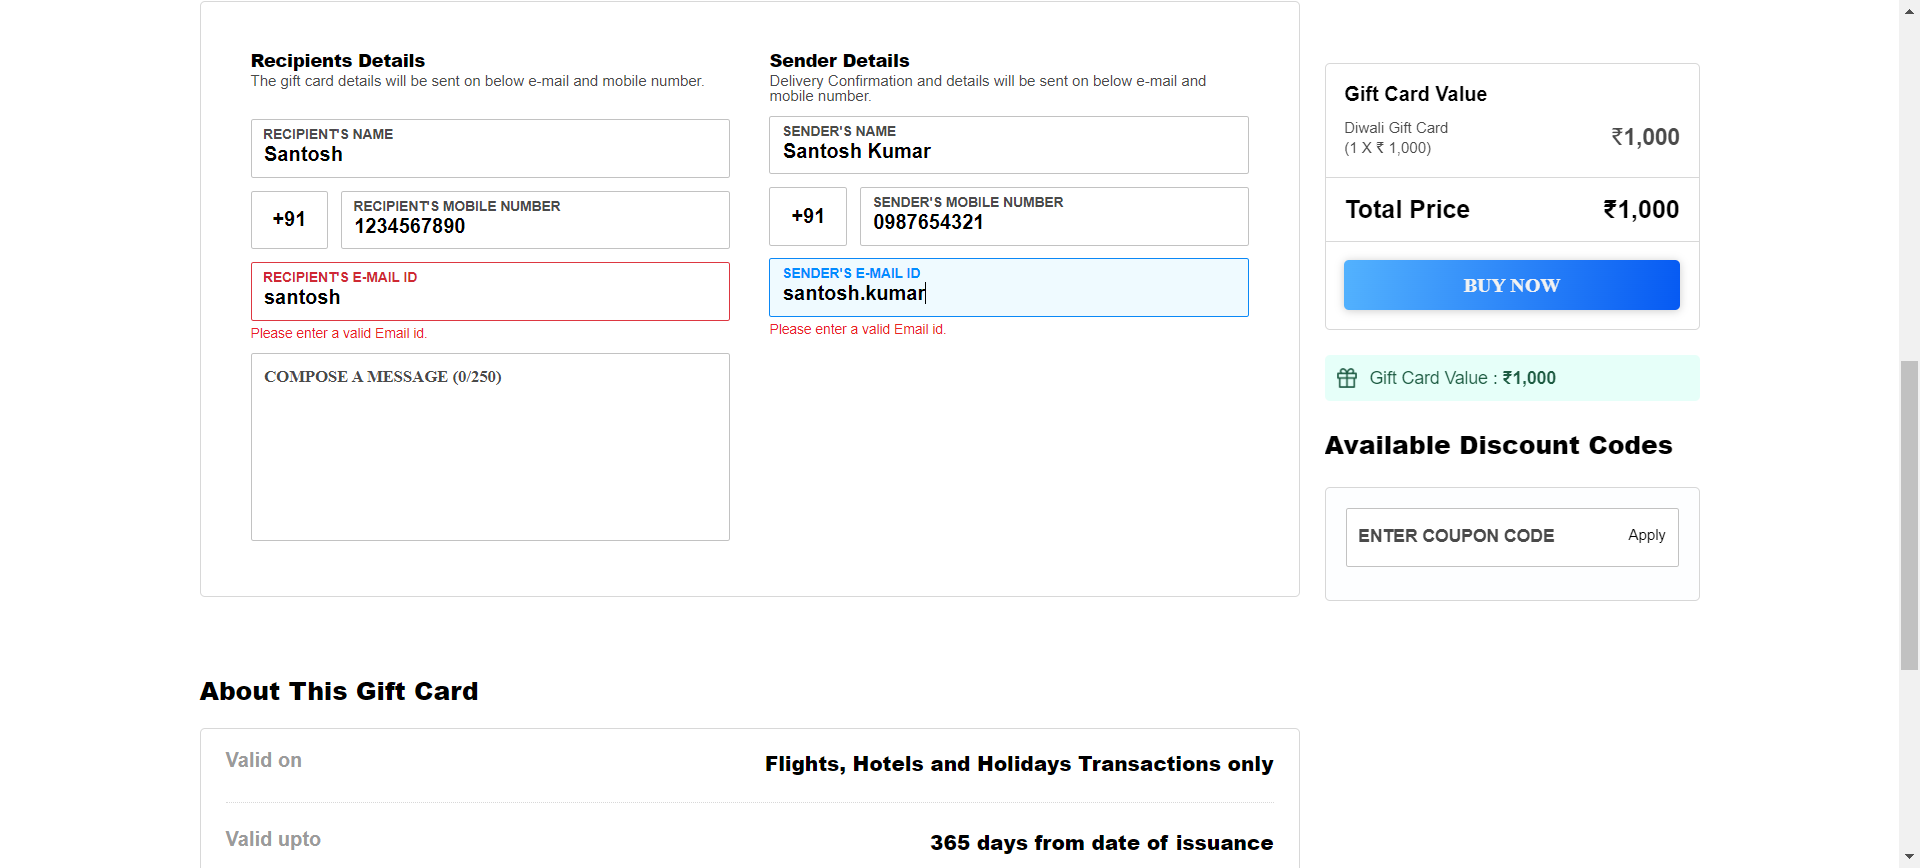 Recipients Details
The gift card details will be sent on below e-mail and mobile number.
RECIPIENT'S NAME
Santosh
+91
RECIPIENT'S MOBILE NUMBER
1234567890
RECIPIENT'S E-MAIL ID
santosh
Please enter a valid Email id.
COMPOSE A MESSAGE (0/250)
Sender Details
Delivery Confirmation and details will be sent on below e-mail and
mobile number.
SENDER'S NAME
Santosh Kumar
+91
SENDER'S MOBILE NUMBER
0987654321
SENDER'S E-MAIL ID
santosh.kumar
Please enter a valid Email id.
Gift Card Value
Diwali Gift Card
(1 X ₹ 1,000)
₹1,000
Total Price
₹1,000
BUY NOW
Gift Card Value : ₹1,000
Available Discount Codes
ENTER COUPON CODE
Apply
About This Gift Card
Valid on
Flights, Hotels and Holidays Transactions only
Valid upto
365 days from date of issuance